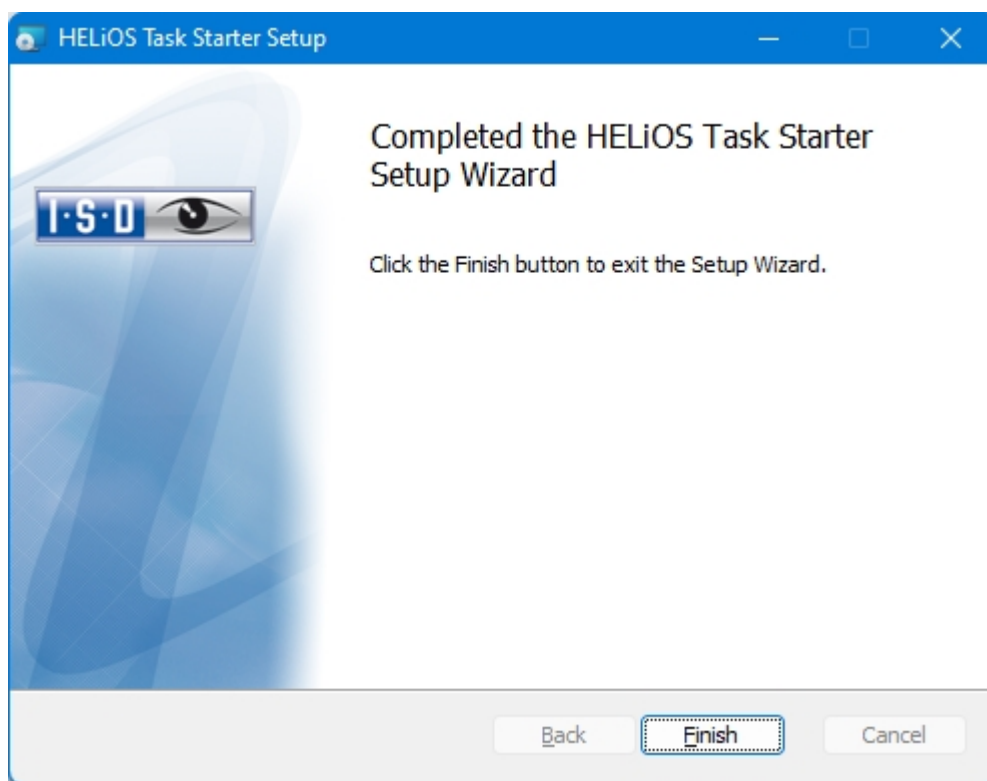 HELiOS Task Starter Setup
I·S·D
Completed the HELiOS Task Starter
Setup Wizard
Click the Finish button to exit the Setup Wizard.
Back Finish Cancel